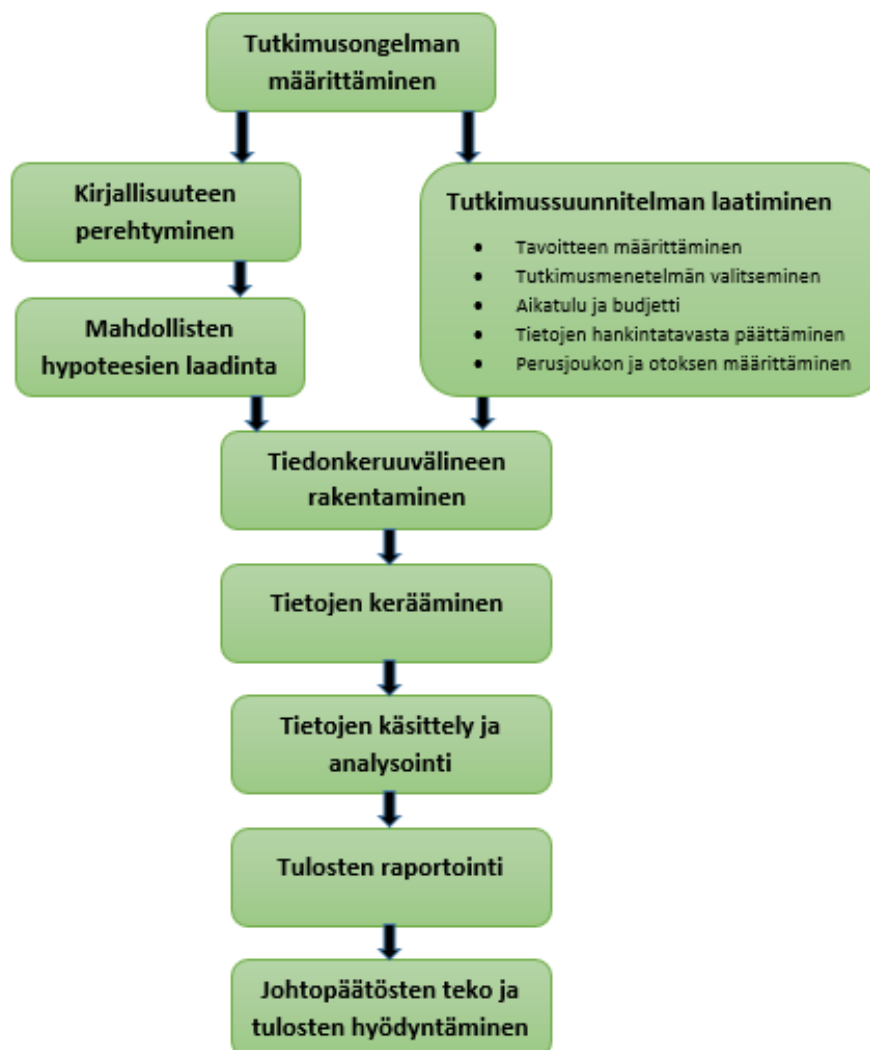 Tutkimusongelman
määrittäminen
Kirjallisuuteen
perehtyminen
Mahdollisten
hypoteesien laadinta
Tutkimussuunnitelman laatiminen
• Tavoitteen määrittäminen
• Tutkimusmenetelmän valitseminen
• Aikatulu ja budjetti
• Tietojen hankintatavasta päättäminen
• Perusjoukon ja otoksen määrittäminen
Tiedonkeruuvälineen
rakentaminen
Tietojen kerääminen
Tietojen käsittely ja
analysointi
Tulosten raportointi
Johtopäätösten teko ja
tulosten hyödyntäminen